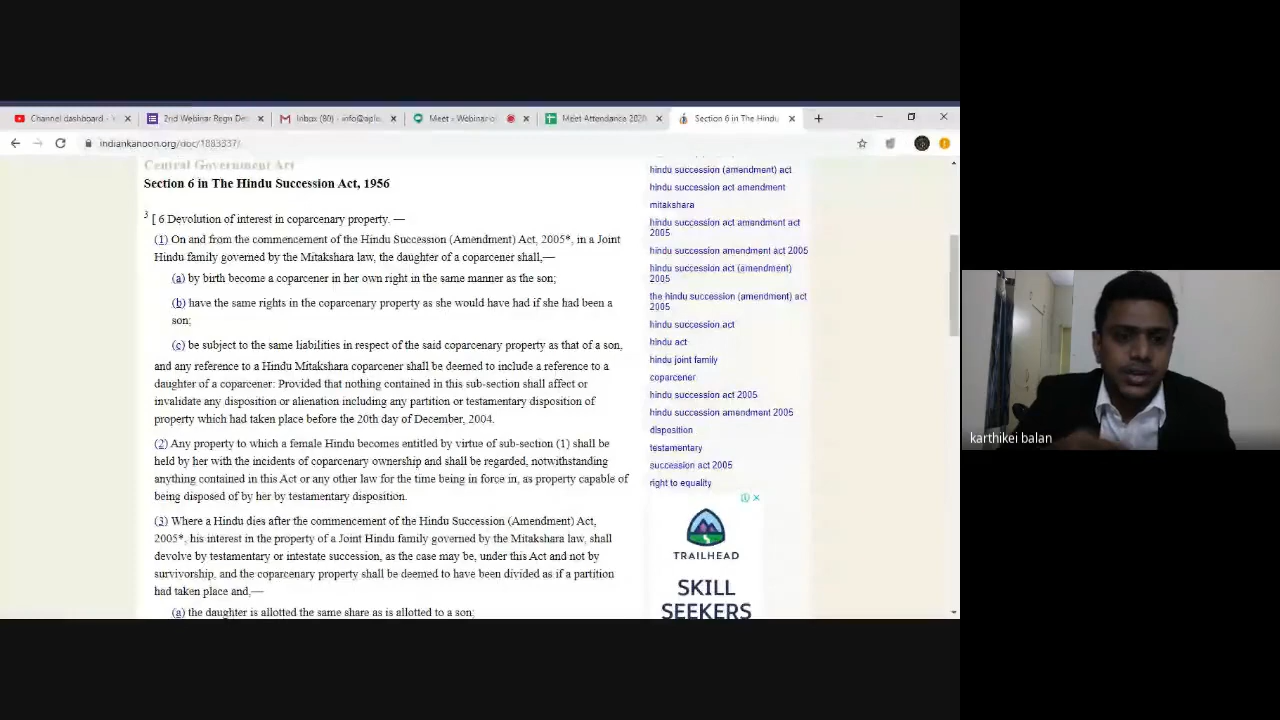 Channel dashboard -
2nd Webinar Regn De
Inbox (80) - info@aplu
Meet - Webinar o
Meet Attendance 202
Section 6 in The Hindu
indiankanoon.org/doc/1883337/
Central Government Act
Section 6 in The Hindu Succession Act, 1956
3 [ 6 Devolution of interest in coparcenary property. —
(1) On and from the commencement of the Hindu Succession (Amendment) Act, 2005*, in a Joint
Hindu family governed by the Mitakshara law, the daughter of a coparcener shall,—
(a) by birth become a coparcener in her own right in the same manner as the son;
(b) have the same rights in the coparcenary property as she would have had if she had been a
son;
(c) be subject to the same liabilities in respect of the said coparcenary property as that of a son,
and any reference to a Hindu Mitakshara coparcener shall be deemed to include a reference to a
daughter of a coparcener: Provided that nothing contained in this sub-section shall affect or
invalidate any disposition or alienation including any partition or testamentary disposition of
property which had taken place before the 20th day of December, 2004.
(2) Any property to which a female Hindu becomes entitled by virtue of sub-section (1) shall be
held by her with the incidents of coparcenary ownership and shall be regarded, notwithstanding
anything contained in this Act or any other law for the time being in force in, as property capable of
being disposed of by her by testamentary disposition.
(3) Where a Hindu dies after the commencement of the Hindu Succession (Amendment) Act,
2005*, his interest in the property of a Joint Hindu family governed by the Mitakshara law, shall
devolve by testamentary or intestate succession, as the case may be, under this Act and not by
survivorship, and the coparcenary property shall be deemed to have been divided as if a partition
had taken place and,—
(a) the daughter is allotted the same share as is allotted to a son;
hindu succession (amendment) act
hindu succession act amendment
mitakshara
hindu succession act amendment act
2005
hindu succession amendment act 2005
hindu succession act (amendment)
2005
the hindu succession (amendment) act
2005
hindu succession act
hindu act
hindu joint family
coparcener
hindu succession act 2005
hindu succession amendment 2005
disposition
testamentary
succession act 2005
right to equality
TRAILHEAD
SKILL
SEEKERS
karthikei balan